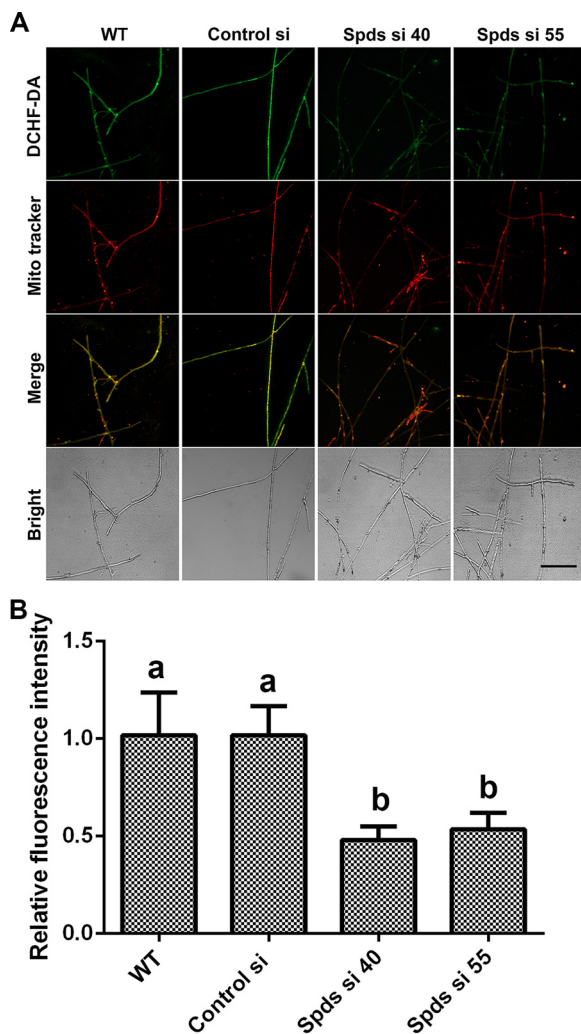 A
WT
Control si
Spds si 40
Spds si 55
DCHF-DA
Mito tracker
Merge
Bright
B
Relative fluorescence intensity
1.5
1.0
0.5
0.0
a
a
b
b
WT
Control si
Spds si 40
Spds si 55